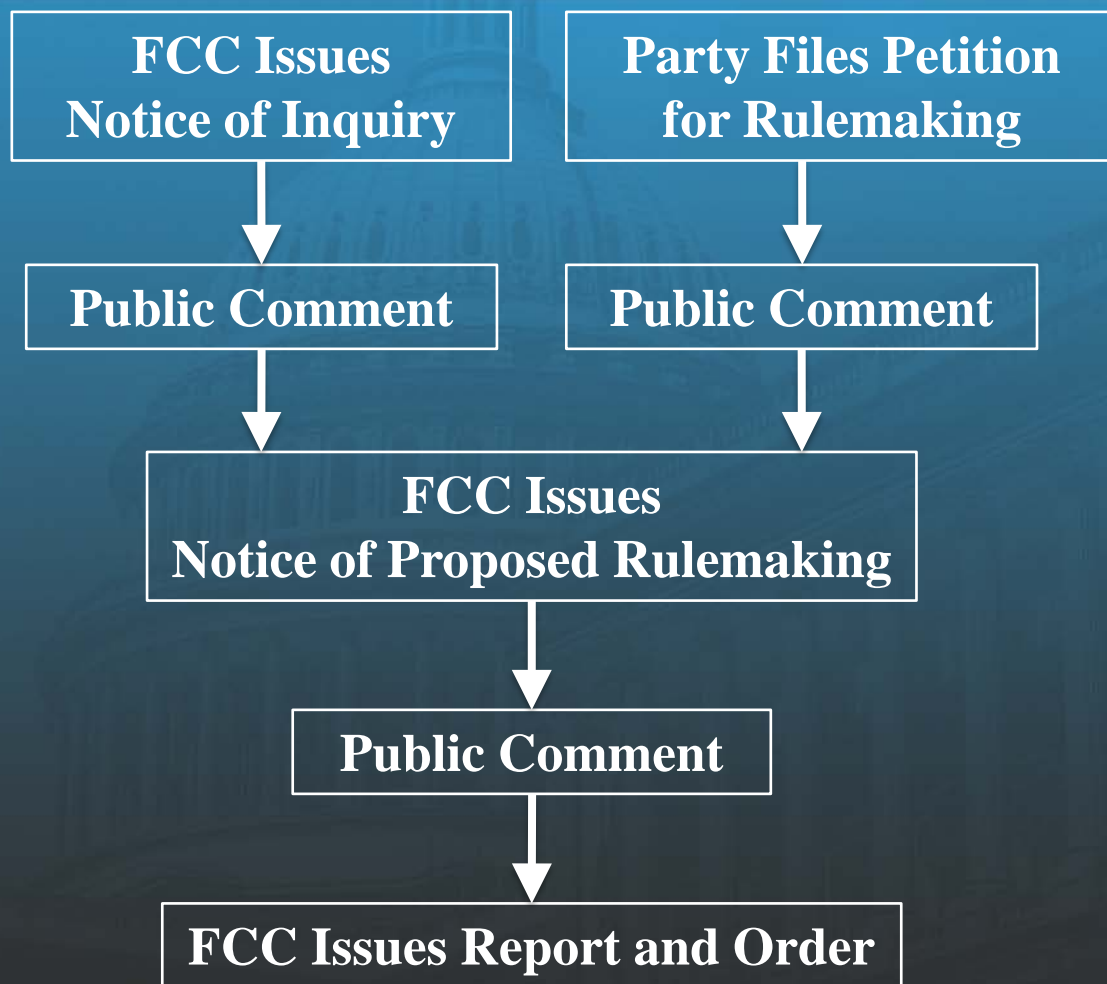 FCC Issues
Notice of Inquiry
Party Files Petition
for Rulemaking
Public Comment
Public Comment
FCC Issues
Notice of Proposed Rulemaking
Public Comment
FCC Issues Report and Order